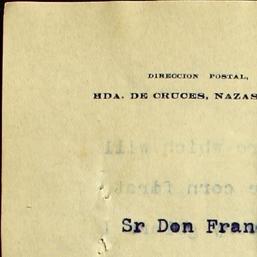 DIRECCION POSTAL,
HDA. DE CRUCES, NAZAS
Sr Don Fran